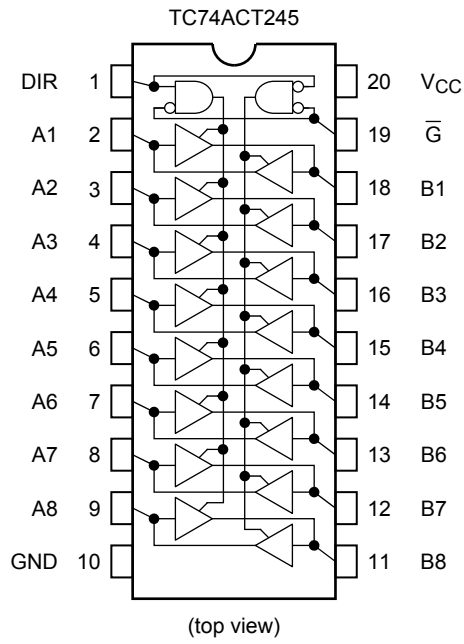 TC74ACT245
DIR 1 20 VCC
A1 2 19 G̅
A2 3 18 B1
A3 4 17 B2
A4 5 16 B3
A5 6 15 B4
A6 7 14 B5
A7 8 13 B6
A8 9 12 B7
GND 10 11 B8
(top view)